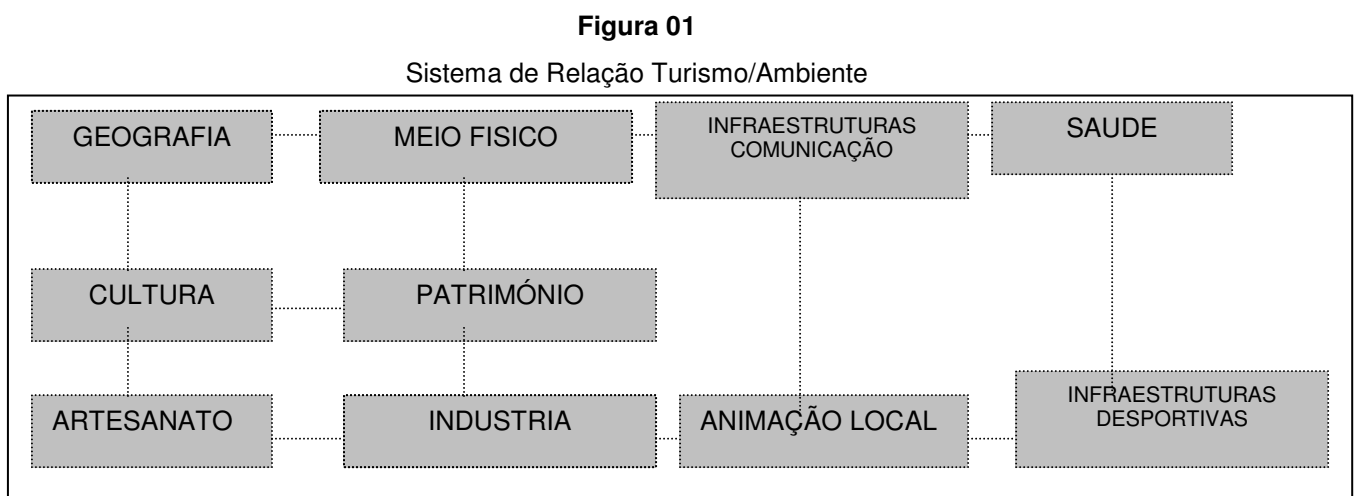 Figura 01
Sistema de Relação Turismo/Ambiente
GEOGRAFIA
MEIO FISICO
INFRAESTRUTURAS
COMUNICAÇÃO
SAUDE
CULTURA
PATRIMÓNIO
ARTESANATO
INDUSTRIA
ANIMAÇÃO LOCAL
INFRAESTRUTURAS
DESPORTIVAS